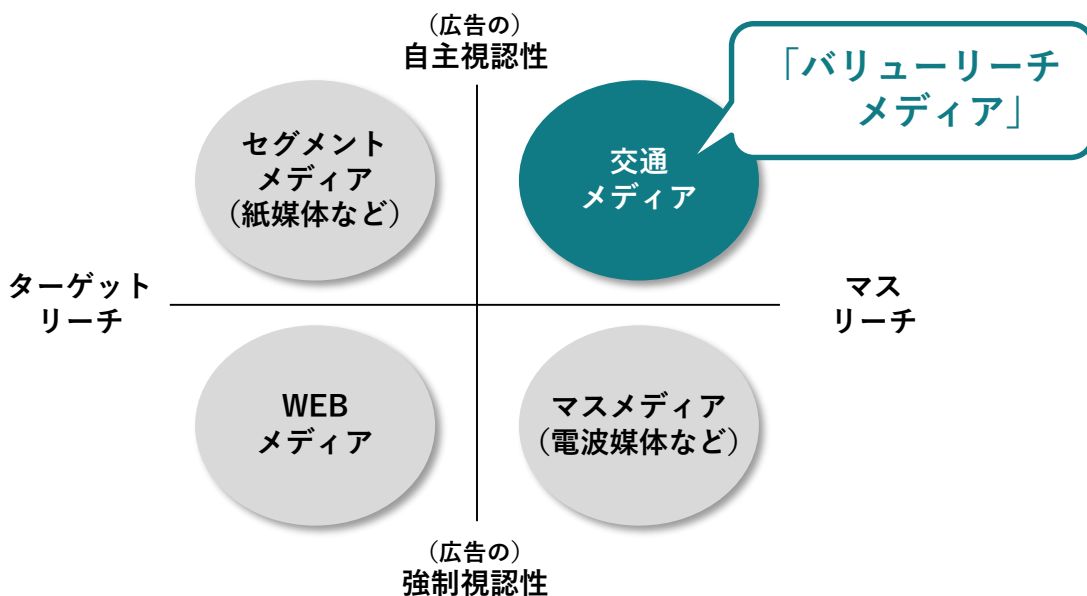 （広告の）
自主視認性
「バリューリーチ
メディア」
セグメント
メディア
（紙媒体など）
交通
メディア
ターゲット
リーチ
マス
リーチ
WEB
メディア
マスメディア
（電波媒体など）
（広告の）
強制視認性